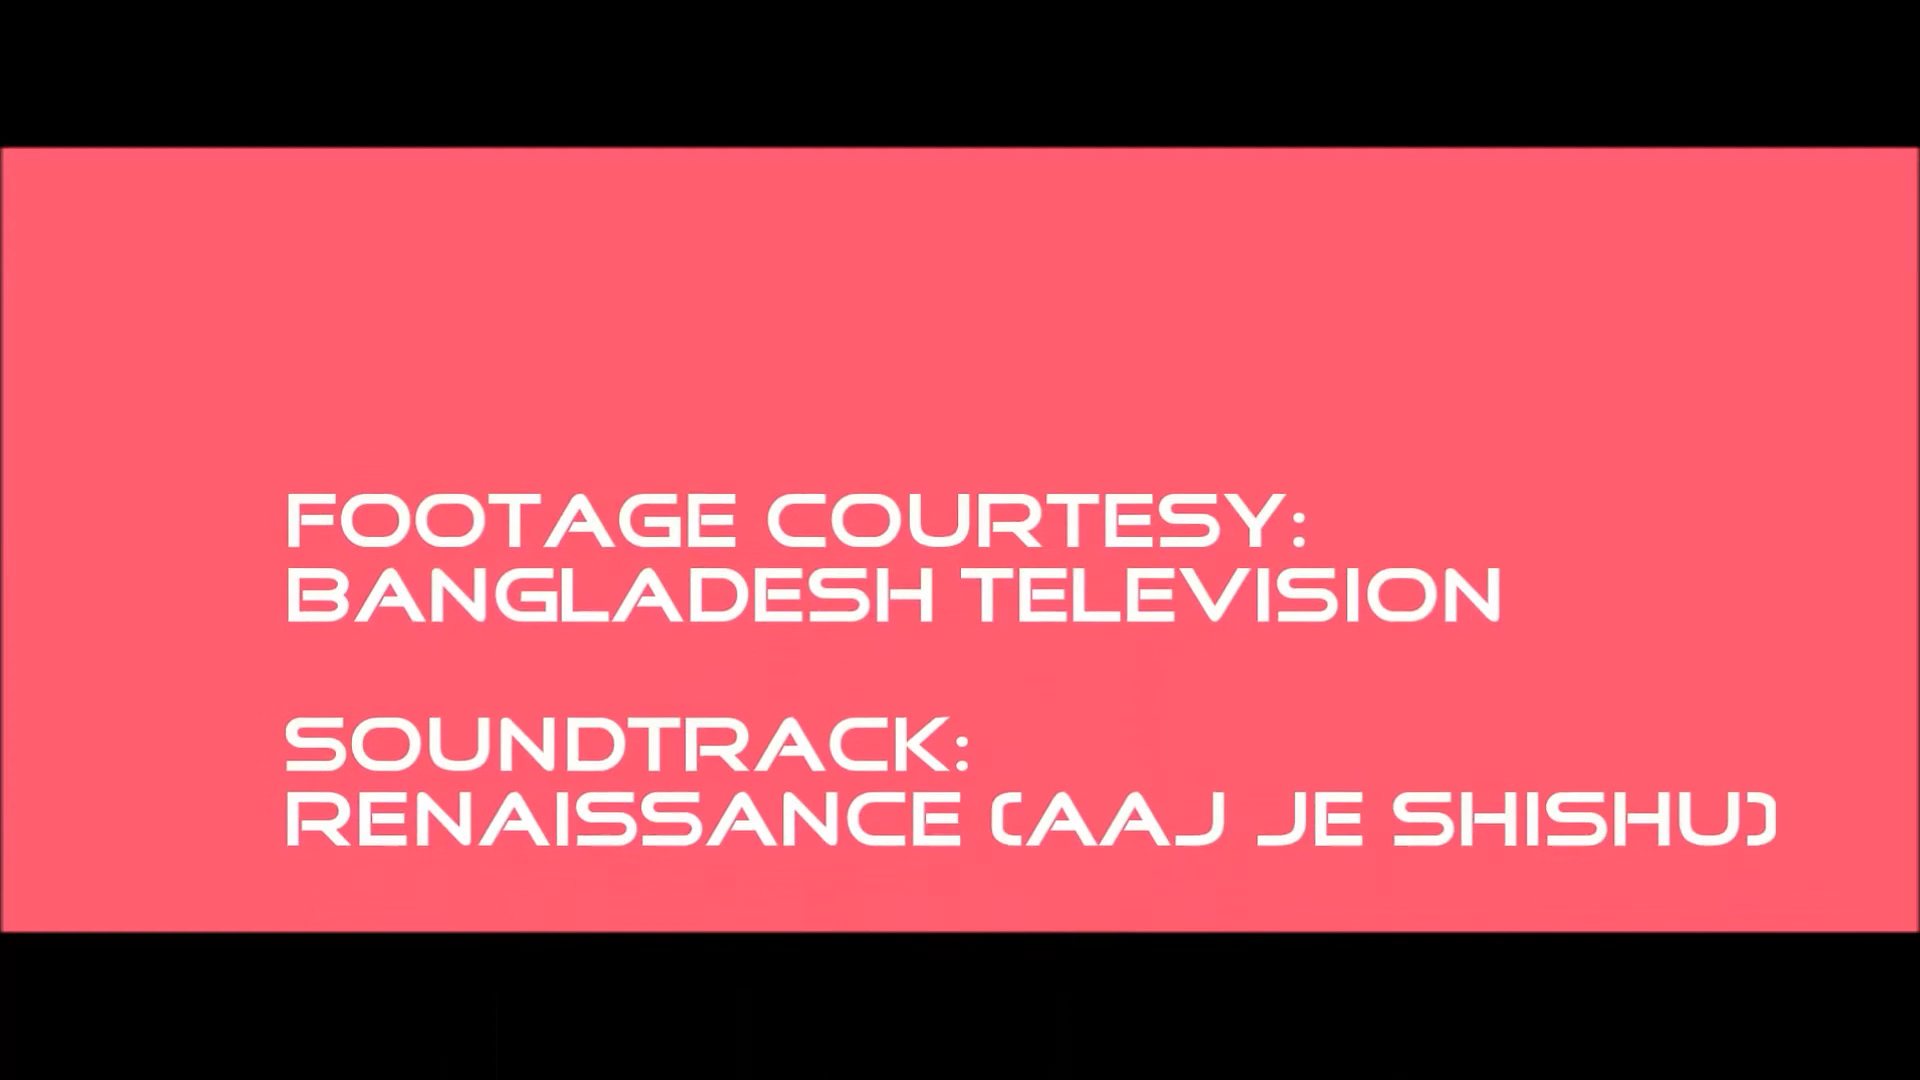 FOOTAGE COURTESY:
BANGLADESH TELEVISION
SOUNDTRACK:
RENAISSANCE (AAJ JE SHISHU)